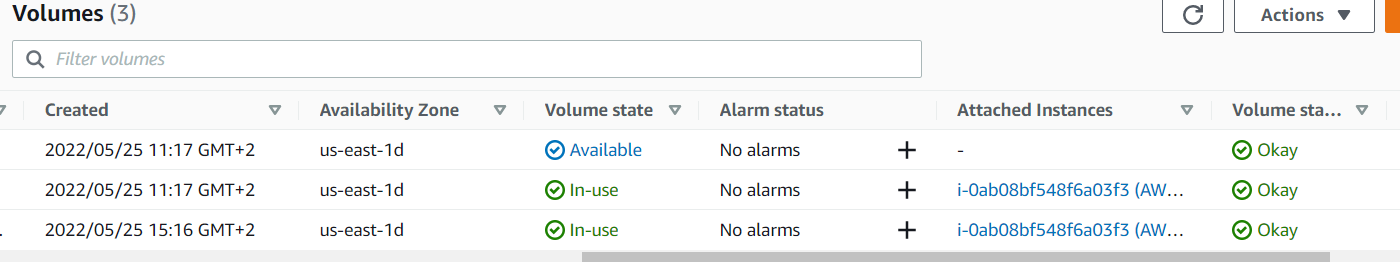 Volumes (3)
Actions
Filter volumes
Created Availability Zone Volume state Alarm status Attached Instances Volume sta...
2022/05/25 11:17 GMT+2 us-east-1d Available No alarms + - Okay
2022/05/25 11:17 GMT+2 us-east-1d In-use No alarms + i-0ab08bf548f6a03f3 (AW... Okay
. 2022/05/25 15:16 GMT+2 us-east-1d In-use No alarms + i-0ab08bf548f6a03f3 (AW... Okay